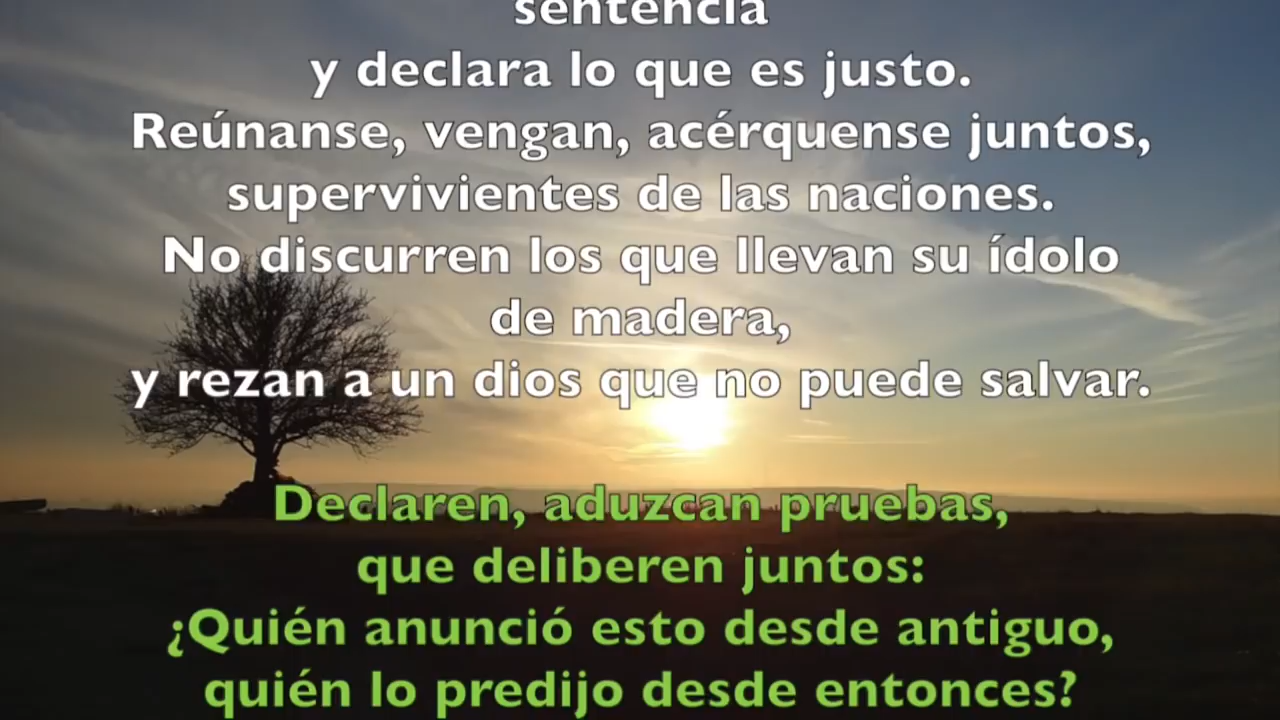 sentencia
y declara lo que es justo.
Reúnanse, vengan, acérquense juntos,
supervivientes de las naciones.
No discurren los que llevan su ídolo
de madera,
y rezan a un dios que no puede salvar.
Declaren, aduzcan pruebas,
que deliberen juntos:
¿Quién anunció esto desde antiguo,
quién lo predijo desde entonces?